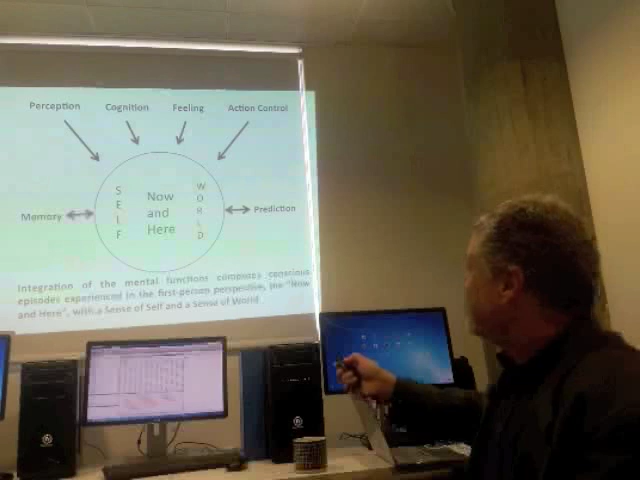 Perception Cognition Feeling Action Control
Memory
SELF
Now
and
Here
WORLD
Prediction
Integration of the mental functions composes conscious
episodes experienced in the first-person perspective, the "Now
and Here", with a Sense of Self and a Sense of World